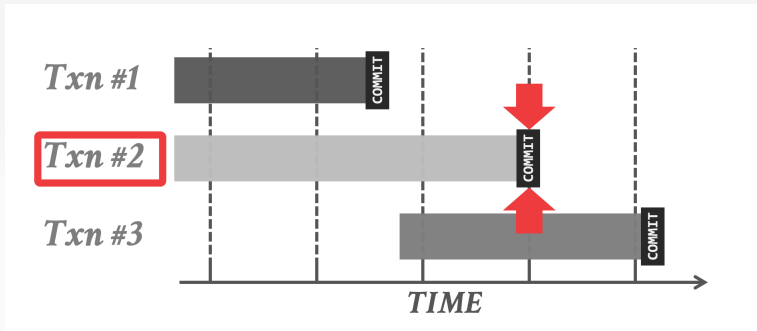 Txn #1
COMMIT
Txn #2
COMMIT
Txn #3
COMMIT
TIME